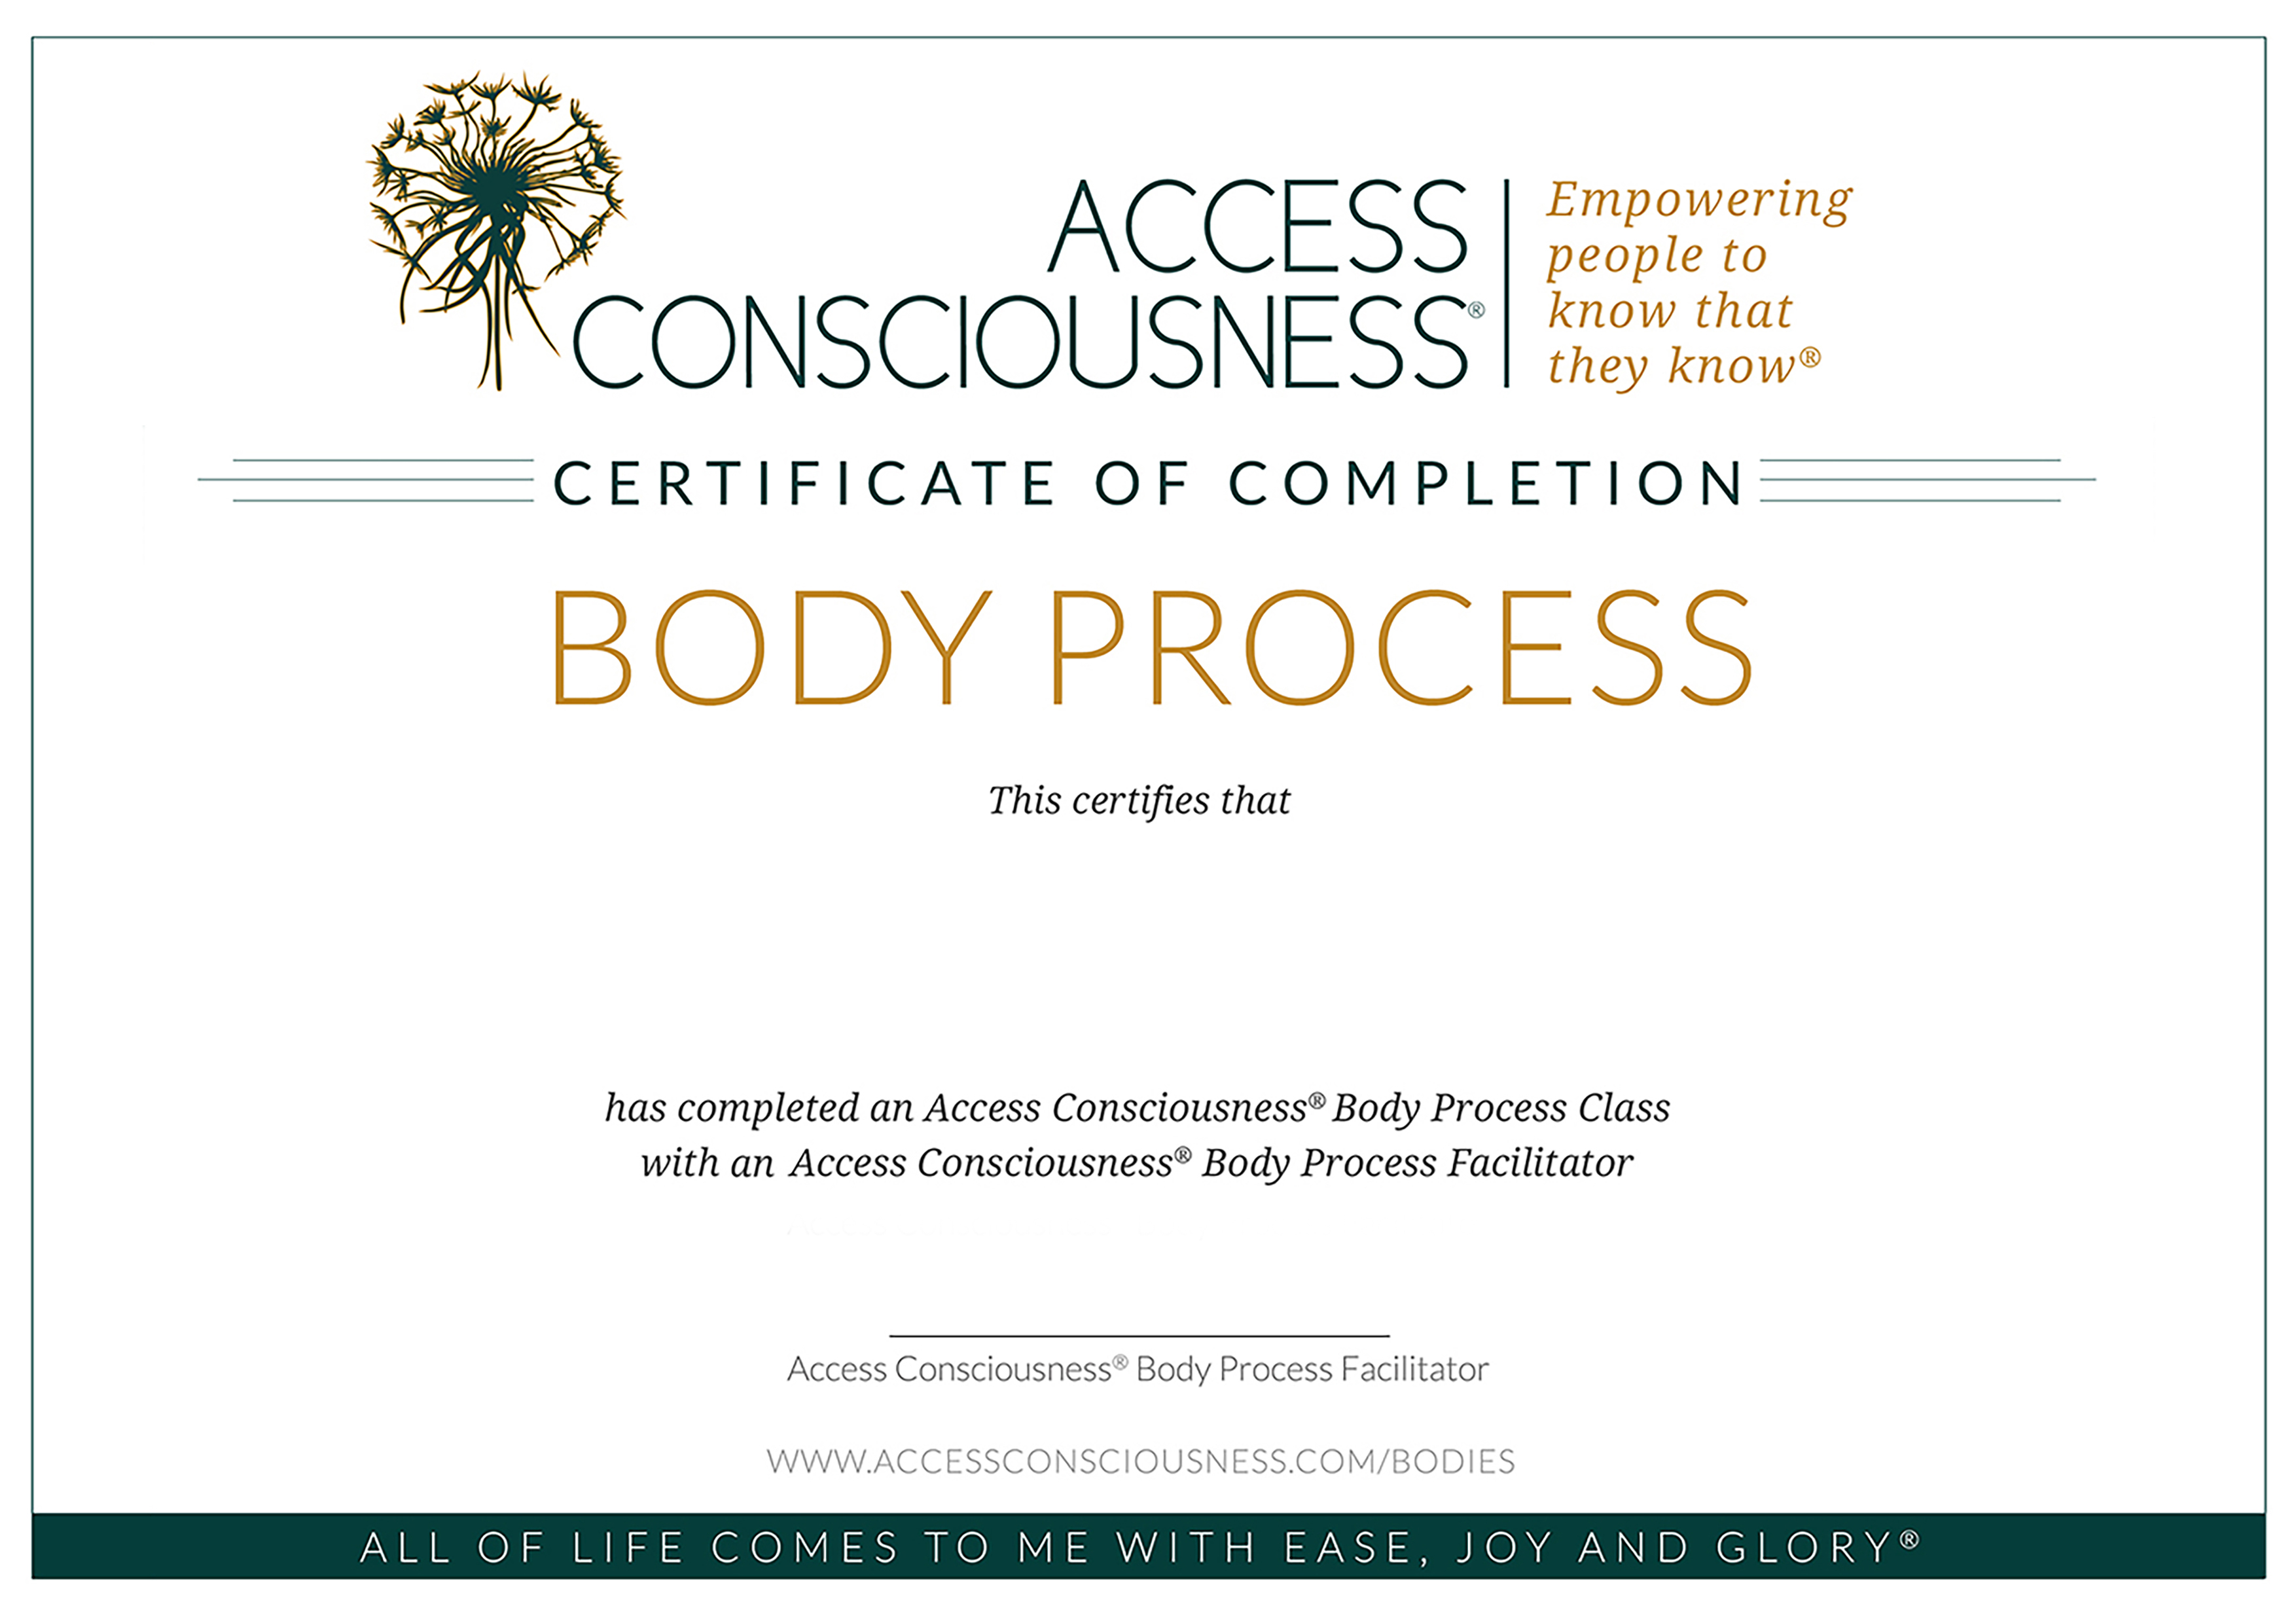 ACCESS
CONSCIOUSNESS®
Empowering
people to
know that
they know®
CERTIFICATE OF COMPLETION
BODY PROCESS
This certifies that
has completed an Access Consciousness® Body Process Class
with an Access Consciousness® Body Process Facilitator
Access Consciousness® Body Process Facilitator
WWW.ACCESSCONSCIOUSNESS.COM/BODIES
ALL OF LIFE COMES TO ME WITH EASE, JOY AND GLORY®